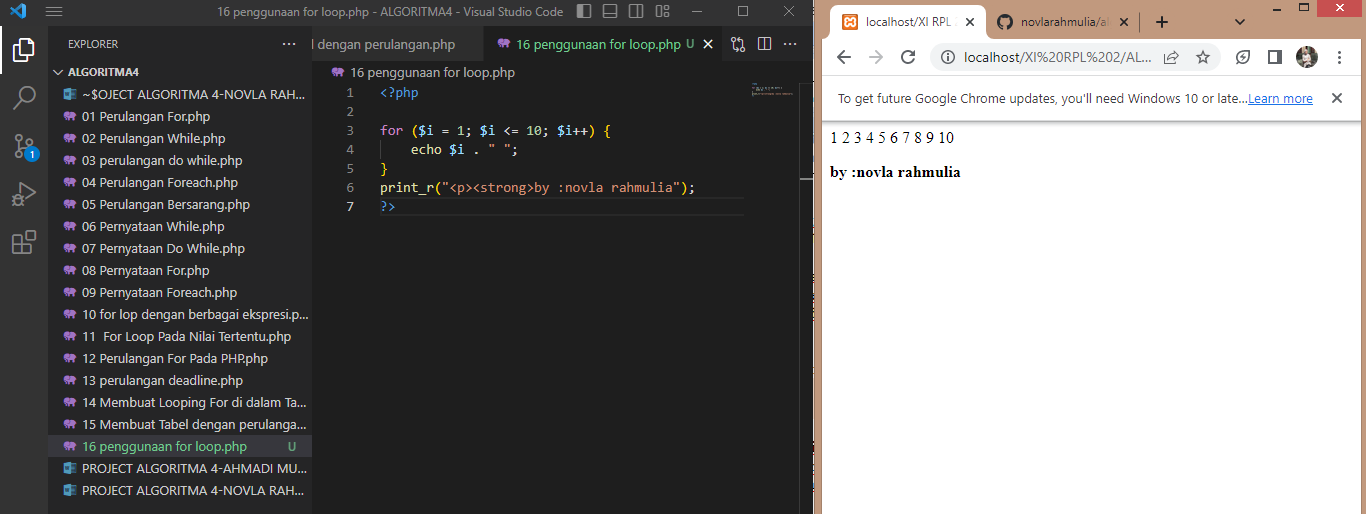 16 penggunaan for loop.php - ALGORITMA4 - Visual Studio Code
EXPLORER
ALGORITMA4
~$OJECT ALGORITMA 4-NOVLA RAH...
01 Perulangan For.php
02 Perulangan While.php
03 perulangan do while.php
04 Perulangan Foreach.php
05 Perulangan Bersarang.php
06 Pernyataan While.php
07 Pernyataan Do While.php
08 Pernyataan For.php
09 Pernyataan Foreach.php
10 for lop dengan berbagai ekspresi.p...
11 For Loop Pada Nilai Tertentu.php
12 Perulangan For Pada PHP.php
13 perulangan deadline.php
14 Membuat Looping For di dalam Ta...
15 Membuat Tabel dengan perulanga...
16 penggunaan for loop.php U
PROJECT ALGORITMA 4-AHMADI MU...
PROJECT ALGORITMA 4-NOVLA RAH...
1
l dengan perulangan.php
16 penggunaan for loop.php U
16 penggunaan for loop.php
1 <?php
2
3 for ($i = 1; $i <= 10; $i++) {
4     echo $i . " ";
5 }
6 print_r("<p><strong>by :novla rahmulia");
7 ?>
localhost/XI RPL
novlarahmulia/al
localhost/XI%20RPL%202/AL...
To get future Google Chrome updates, you'll need Windows 10 or late...Learn more
1 2 3 4 5 6 7 8 9 10
by :novla rahmulia